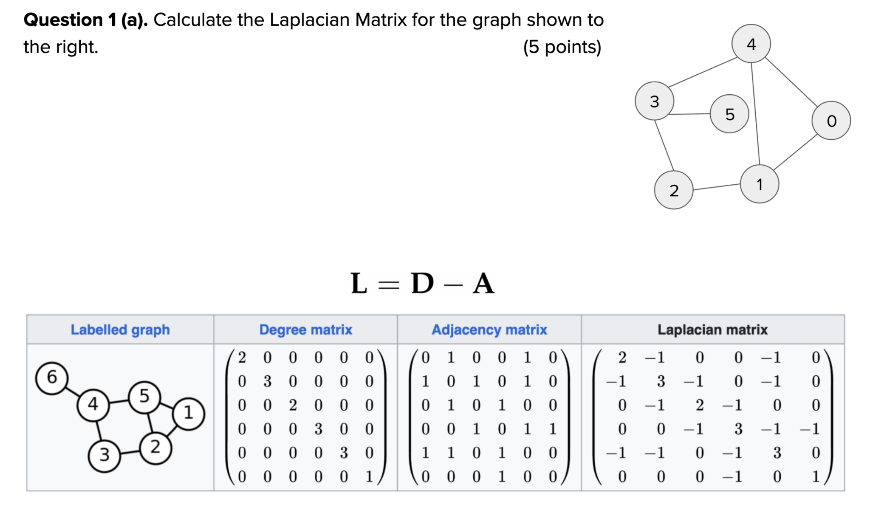 Question 1 (a). Calculate the Laplacian Matrix for the graph shown to
the right. (5 points)
4
3
5
0
2
1
L = D − A
Labelled graph Degree matrix Adjacency matrix Laplacian matrix
6
4
5
1
3
2
2 0 0 0 0 0
0 3 0 0 0 0
0 0 2 0 0 0
0 0 0 3 0 0
0 0 0 0 3 0
0 0 0 0 0 1
0 1 0 0 1 0
1 0 1 0 1 0
0 1 0 1 0 0
0 0 1 0 1 1
1 1 0 1 0 0
0 0 0 1 0 0
2 −1 0 0 −1 0
−1 3 −1 0 −1 0
0 −1 2 −1 0 0
0 0 −1 3 −1 −1
−1 −1 0 −1 3 0
0 0 0 −1 0 1